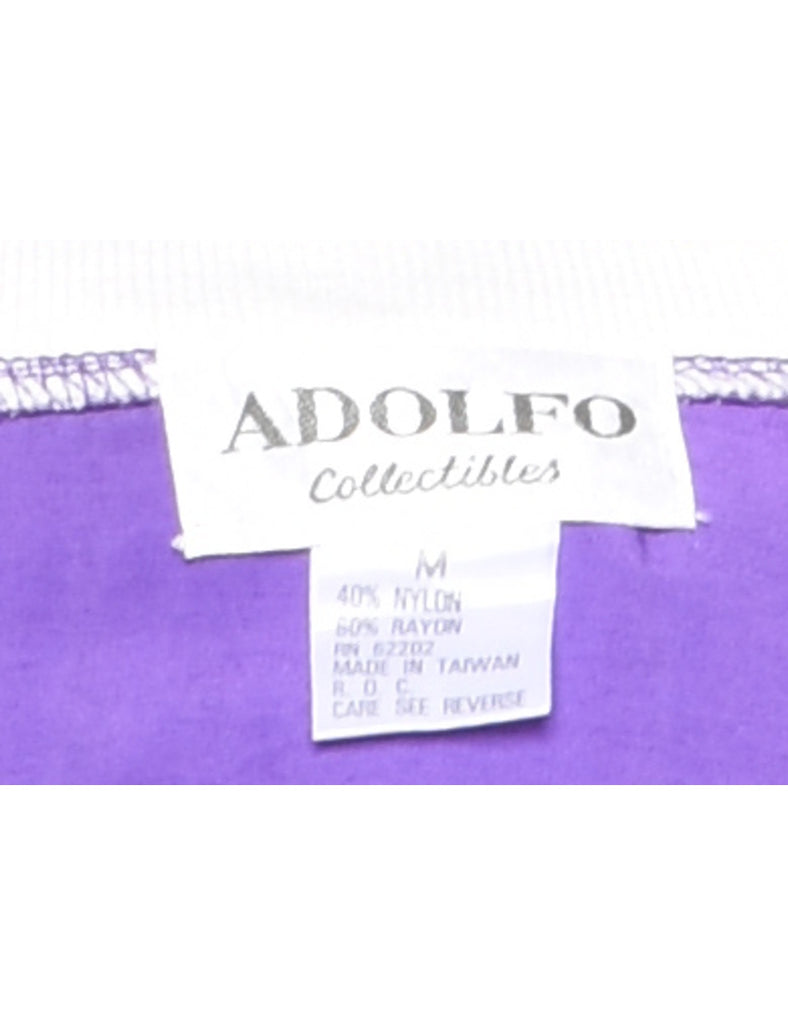 ADOLFO
Collectibles
M
40% NYLON
60% RAYON
RN 62202
MADE IN TAIWAN
R. O. C.
CARE SEE REVERSE